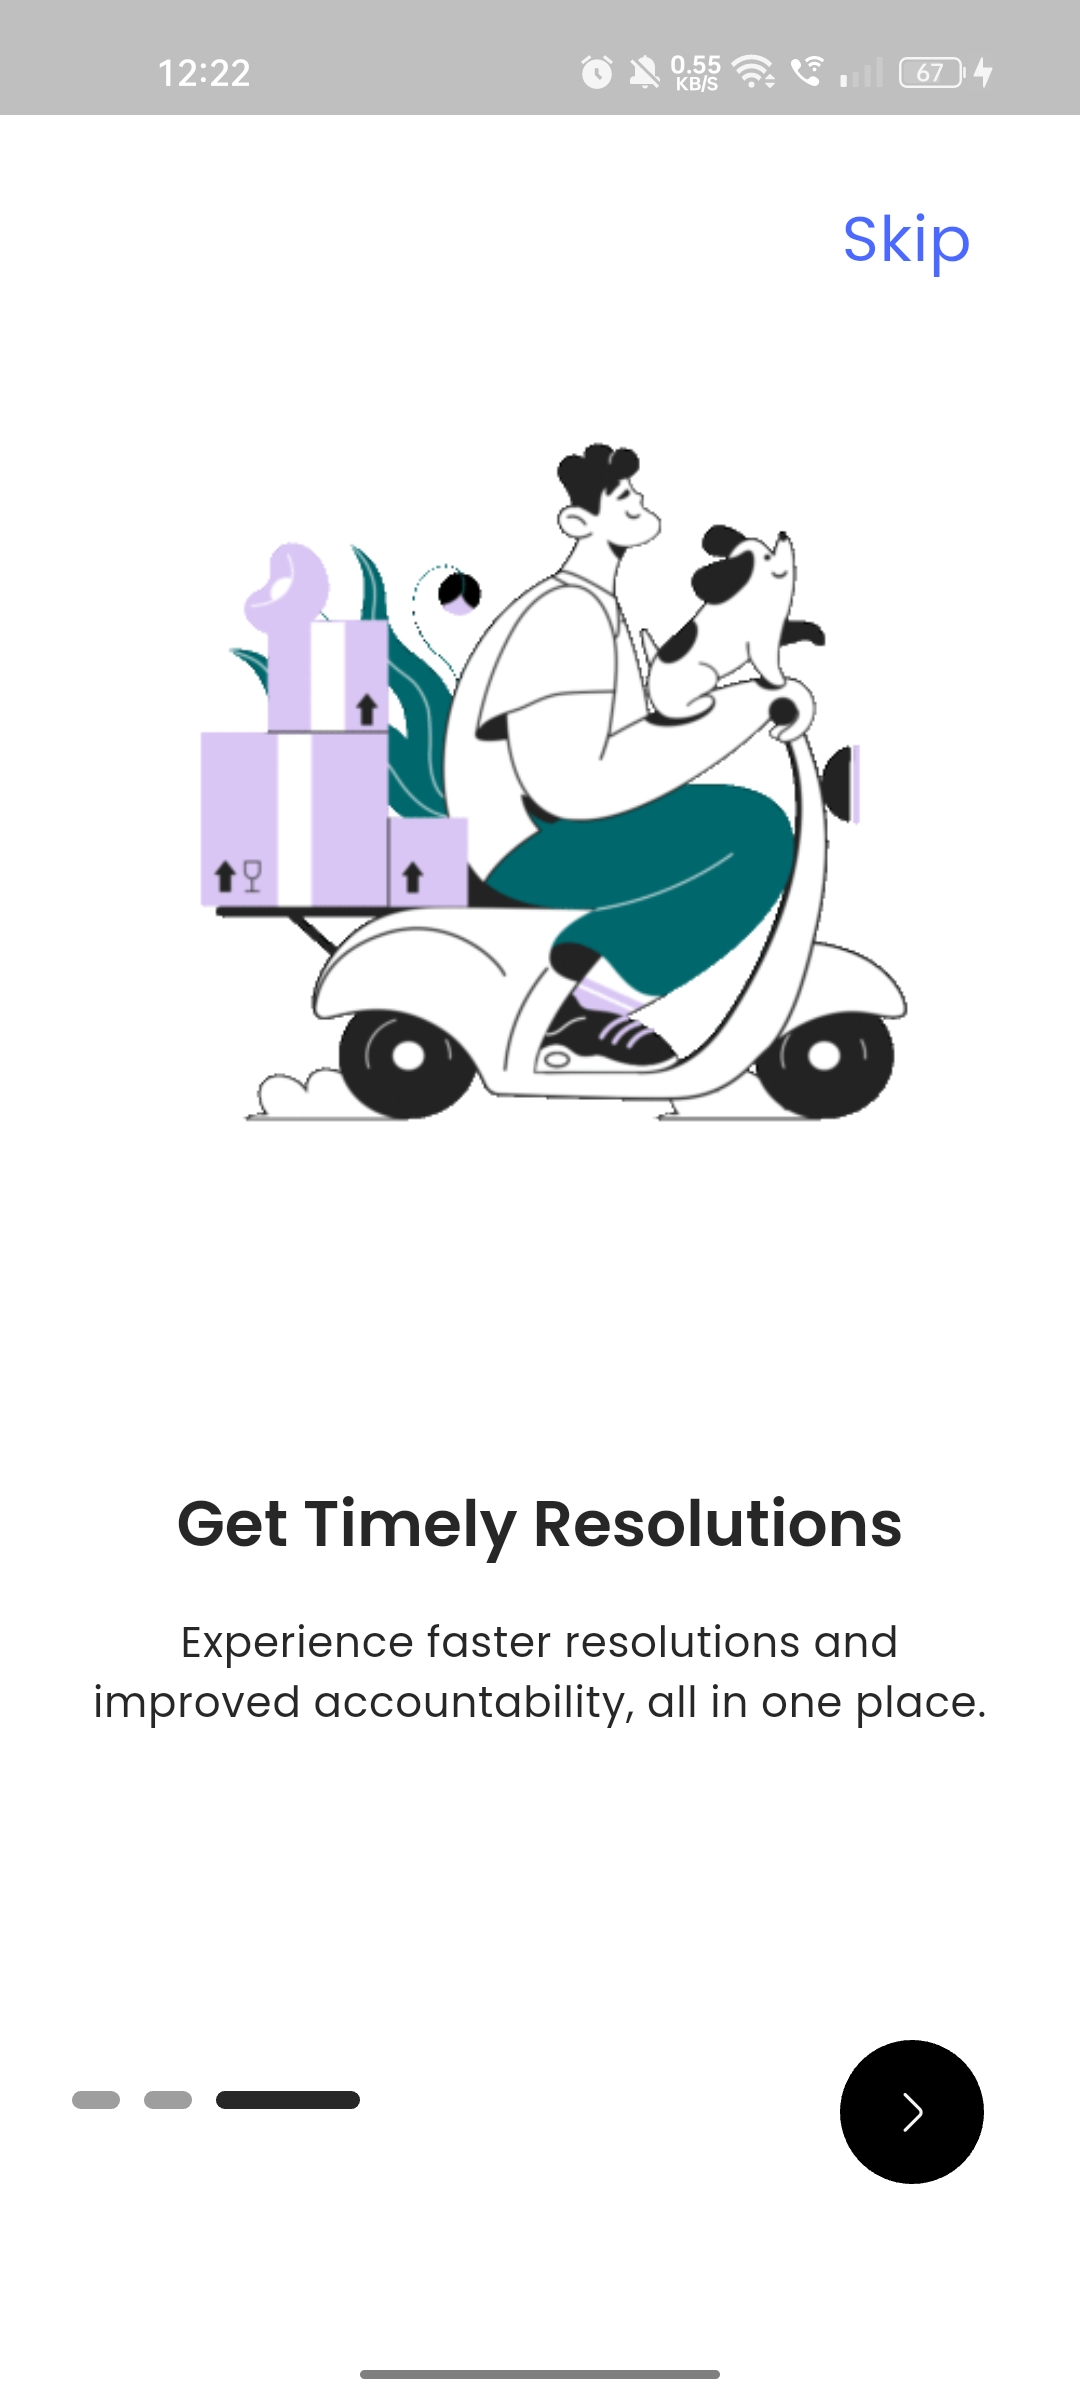 12:22
0.55
KB/S
67
Skip
Get Timely Resolutions
Experience faster resolutions and
improved accountability, all in one place.